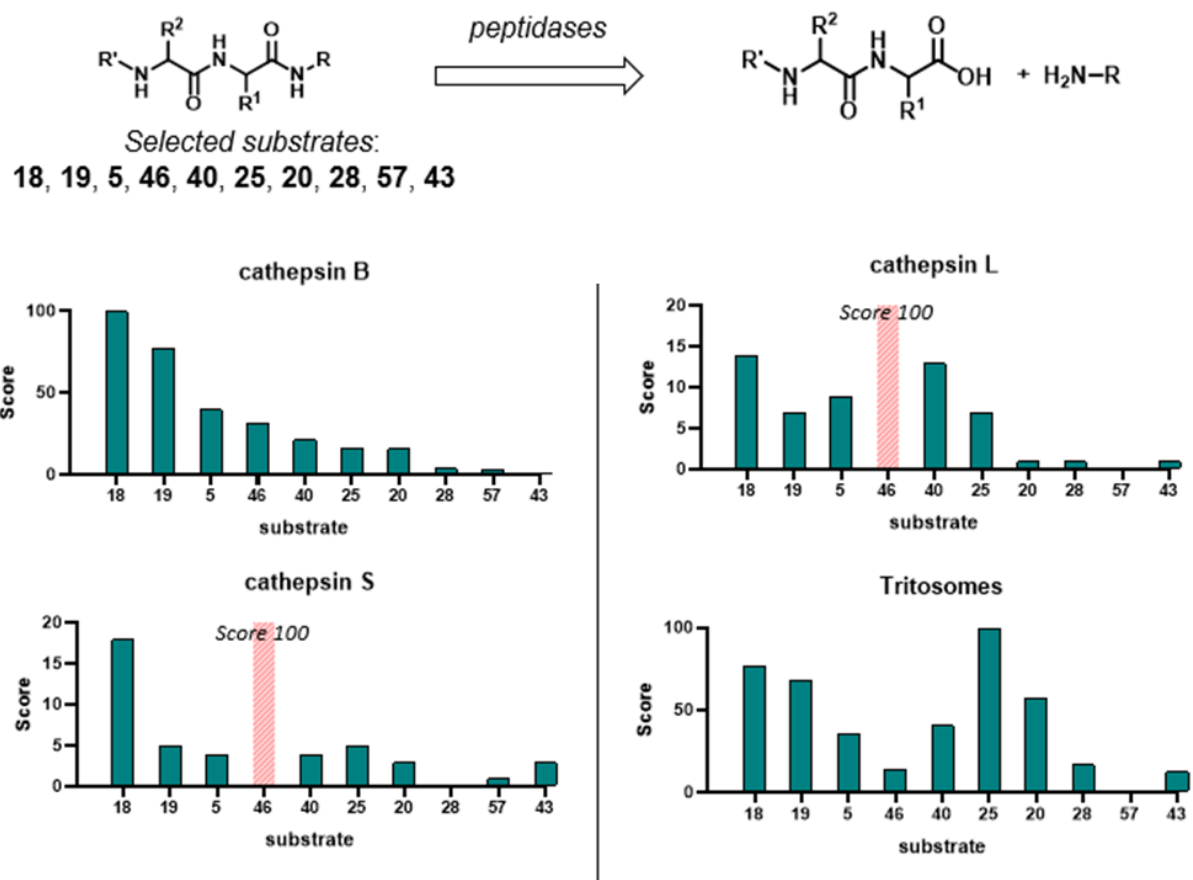 peptidases
R' N H R² O H N R¹ O N H R
R' N H R² O H N R¹ O OH + H₂N–R
Selected substrates:
18, 19, 5, 46, 40, 25, 20, 28, 57, 43
cathepsin B
100
50
0
Score
18 19 5 46 40 25 20 28 57 43
substrate
cathepsin L
20
15
10
5
0
Score
Score 100
18 19 5 46 40 25 20 28 57 43
substrate
cathepsin S
20
15
10
5
0
Score
Score 100
18 19 5 46 40 25 20 28 57 43
substrate
Tritosomes
100
50
0
Score
18 19 5 46 40 25 20 28 57 43
substrate